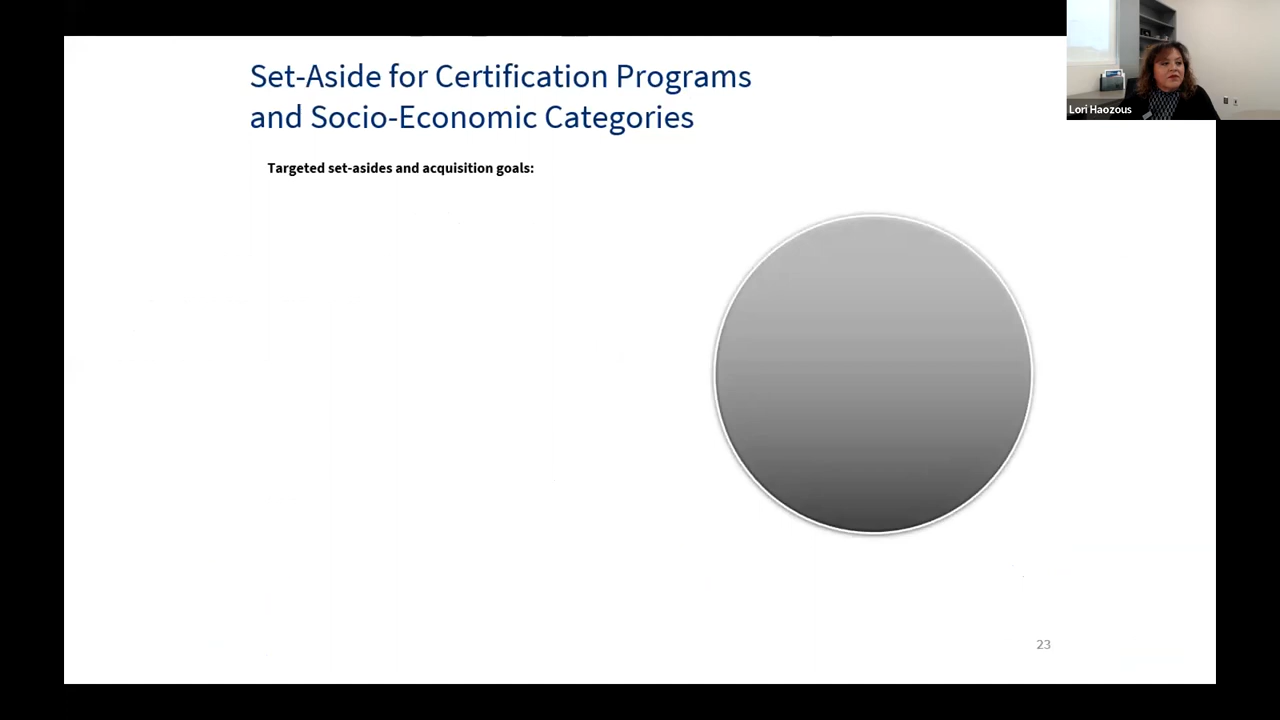 Set-Aside for Certification Programs
and Socio-Economic Categories
Targeted set-asides and acquisition goals:
Lori Haozous
23